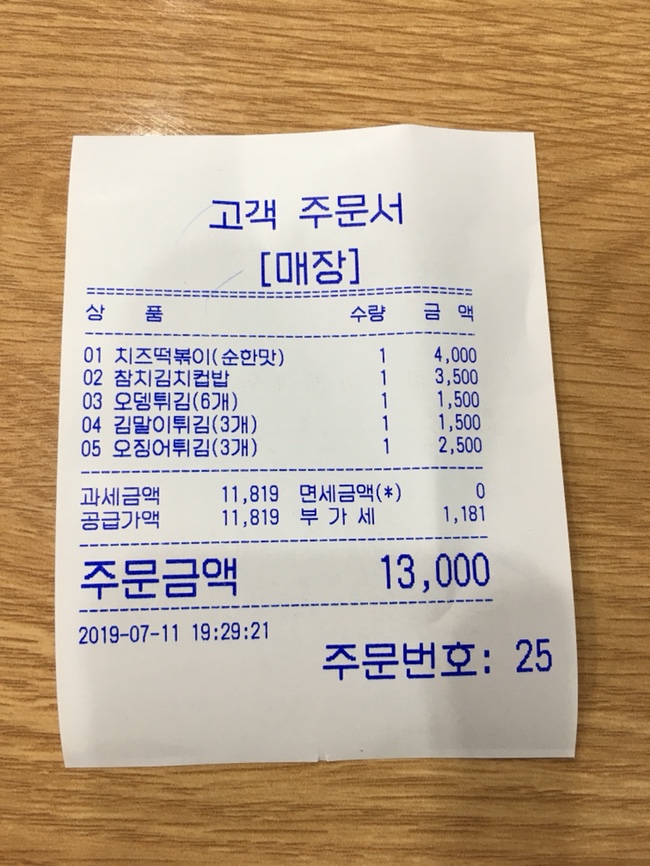 고객 주문서
[매장]
상 품 수량 금 액
01 치즈떡볶이(순한맛) 1 4,000
02 참치김치컵밥 1 3,500
03 오뎅튀김(6개) 1 1,500
04 김말이튀김(3개) 1 1,500
05 오징어튀김(3개) 1 2,500
과세금액 11,819 면세금액(*) 0
공급가액 11,819 부 가 세 1,181
주문금액 13,000
2019-07-11 19:29:21
주문번호: 25